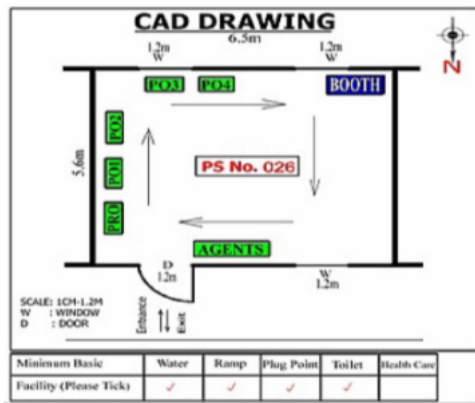 CAD DRAWING
6.5m
1.2m
W
1.2m
W
N
PO3
PO4
BOOTH
PO2
5.6m
PO1
PS No. 026
PRO
AGENTS
D
1.2m
W
1.2m
SCALE: 1CM-1.2M
W : WINDOW
D : DOOR
Entrance
Exit
Minimum Basic Water Ramp Plug Point Toilet Health Care
Facility (Please Tick) ✓ ✓ ✓ ✓